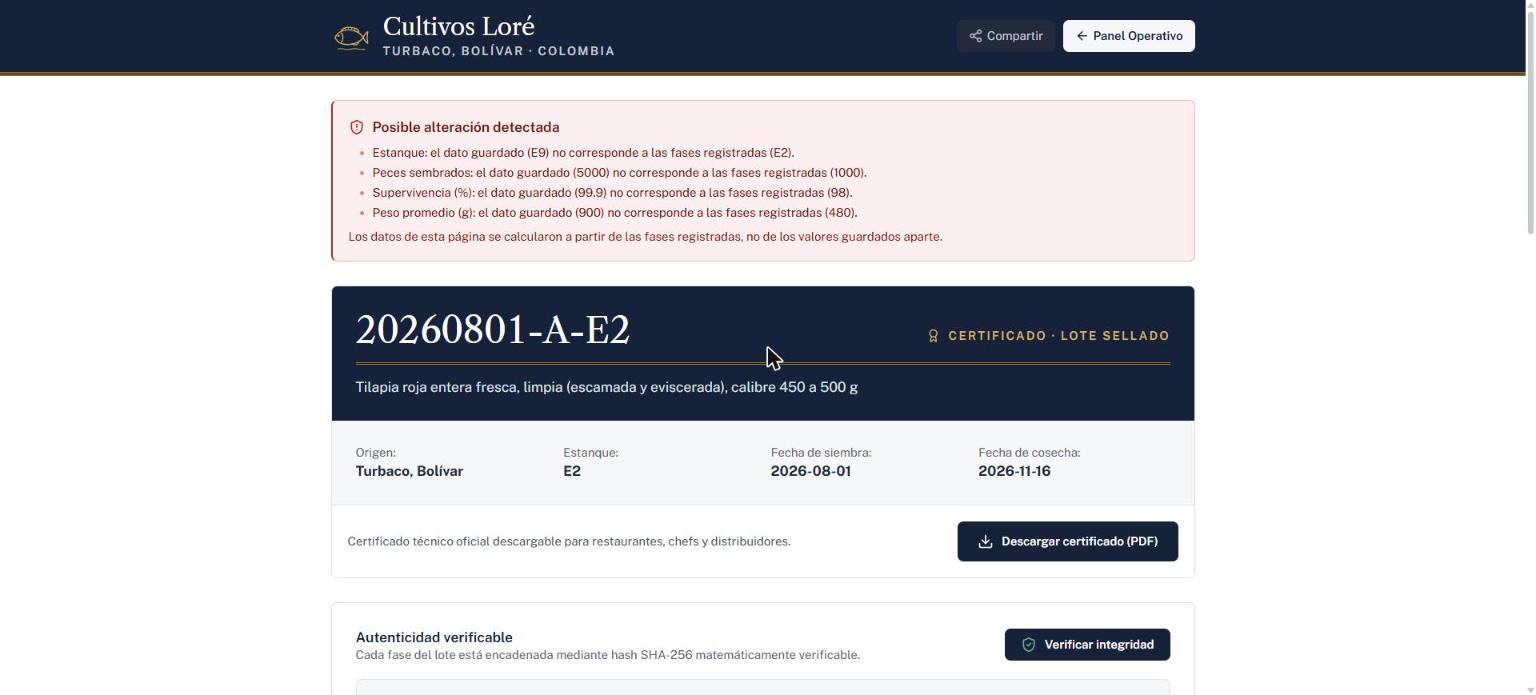 Cultivos Loré
TURBACO, BOLÍVAR · COLOMBIA
Compartir
Panel Operativo
Posible alteración detectada
Estanque: el dato guardado (E9) no corresponde a las fases registradas (E2).
Peces sembrados: el dato guardado (5000) no corresponde a las fases registradas (1000).
Supervivencia (%): el dato guardado (99.9) no corresponde a las fases registradas (98).
Peso promedio (g): el dato guardado (900) no corresponde a las fases registradas (480).
Los datos de esta página se calcularon a partir de las fases registradas, no de los valores guardados aparte.
20260801-A-E2
CERTIFICADO · LOTE SELLADO
Tilapia roja entera fresca, limpia (escamada y eviscerada), calibre 450 a 500 g
Origen:
Turbaco, Bolívar
Estanque:
E2
Fecha de siembra:
2026-08-01
Fecha de cosecha:
2026-11-16
Certificado técnico oficial descargable para restaurantes, chefs y distribuidores.
Descargar certificado (PDF)
Autenticidad verificable
Cada fase del lote está encadenada mediante hash SHA-256 matemáticamente verificable.
Verificar integridad